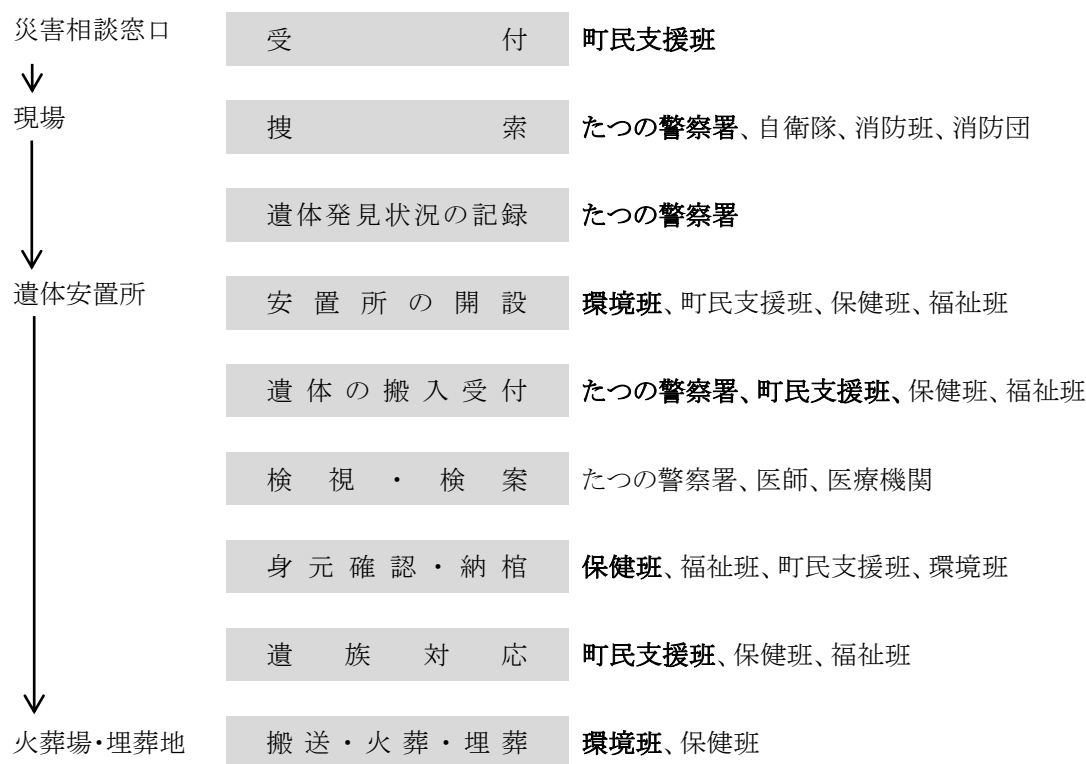 災害相談窓口 受付 町民支援班
現場 捜索 たつの警察署、自衛隊、消防班、消防団
遺体発見状況の記録 たつの警察署
遺体安置所 安置所の開設 環境班、町民支援班、保健班、福祉班
遺体の搬入受付 たつの警察署、町民支援班、保健班、福祉班
検視・検案 たつの警察署、医師、医療機関
身元確認・納棺 保健班、福祉班、町民支援班、環境班
遺族対応 町民支援班、保健班、福祉班
火葬場・埋葬地 搬送・火葬・埋葬 環境班、保健班